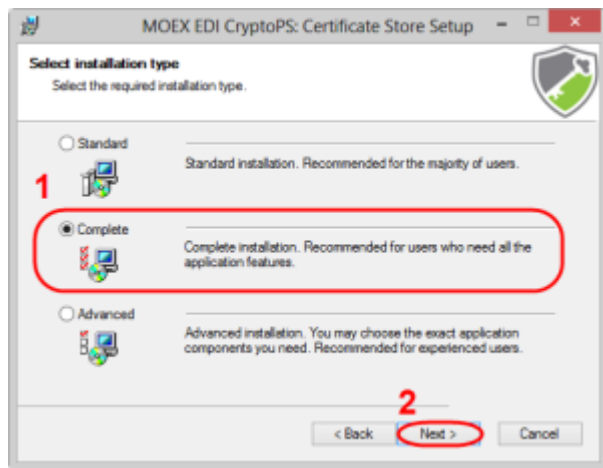 MOEX EDI CryptoPS: Certificate Store Setup
Select installation type
Select the required installation type.
Standard
Standard installation. Recommended for the majority of users.
1
Complete
Complete installation. Recommended for users who need all the
application features.
Advanced
Advanced installation. You may choose the exact application
components you need. Recommended for experienced users.
2
< Back Next > Cancel